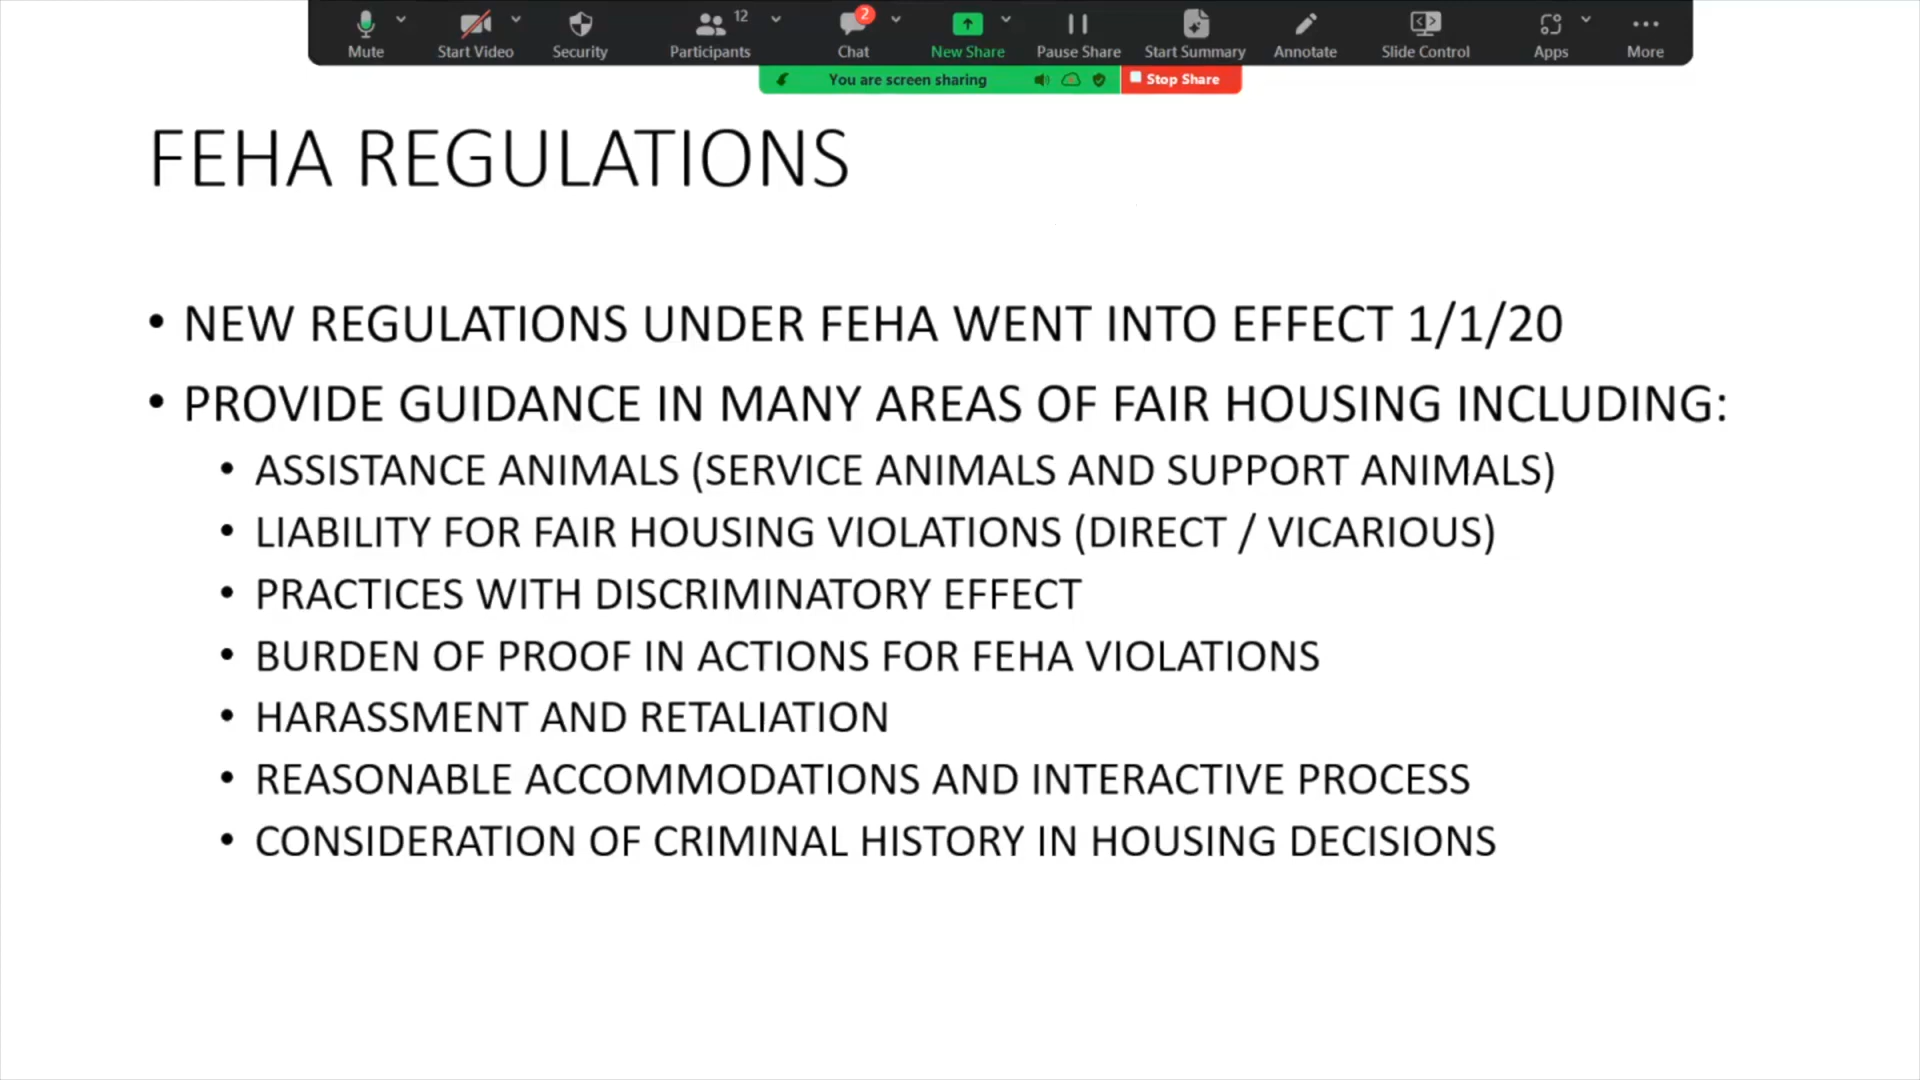 Mute
Start Video
Security
12
Participants
2
Chat
New Share
Pause Share
Start Summary
Annotate
Slide Control
Apps
More
You are screen sharing
Stop Share
FEHA REGULATIONS
• NEW REGULATIONS UNDER FEHA WENT INTO EFFECT 1/1/20
• PROVIDE GUIDANCE IN MANY AREAS OF FAIR HOUSING INCLUDING:
• ASSISTANCE ANIMALS (SERVICE ANIMALS AND SUPPORT ANIMALS)
• LIABILITY FOR FAIR HOUSING VIOLATIONS (DIRECT / VICARIOUS)
• PRACTICES WITH DISCRIMINATORY EFFECT
• BURDEN OF PROOF IN ACTIONS FOR FEHA VIOLATIONS
• HARASSMENT AND RETALIATION
• REASONABLE ACCOMMODATIONS AND INTERACTIVE PROCESS
• CONSIDERATION OF CRIMINAL HISTORY IN HOUSING DECISIONS